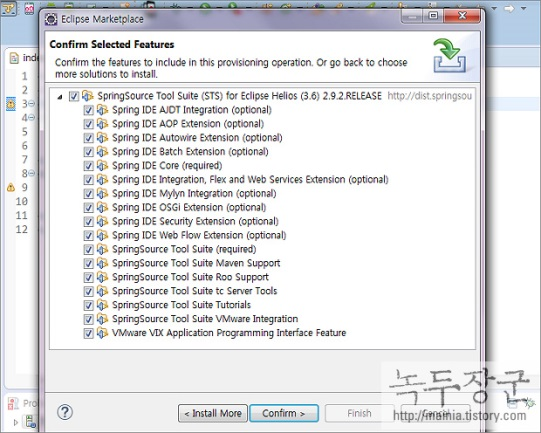 Eclipse Marketplace
Confirm Selected Features
Confirm the features to include in this provisioning operation. Or go back to choose
more solutions to install.
inde
SpringSource Tool Suite (STS) for Eclipse Helios (3.6) 2.9.2.RELEASE http://dist.springsou
Spring IDE AJDT Integration (optional)
Spring IDE AOP Extension (optional)
Spring IDE Autowire Extension (optional)
Spring IDE Batch Extension (optional)
Spring IDE Core (required)
Spring IDE Integration, Flex and Web Services Extension (optional)
Spring IDE Mylyn Integration (optional)
Spring IDE OSGi Extension (optional)
Spring IDE Security Extension (optional)
Spring IDE Web Flow Extension (optional)
SpringSource Tool Suite (required)
SpringSource Tool Suite Maven Support
SpringSource Tool Suite Roo Support
SpringSource Tool Suite tc Server Tools
SpringSource Tool Suite Tutorials
SpringSource Tool Suite VMware Integration
VMware VIX Application Programming Interface Feature
1
2
3
4
5
6
7
8
9
10
11
12
녹두장군
http://mainia.tistory.com
Pro
? < Install More Confirm > Finish Cancel